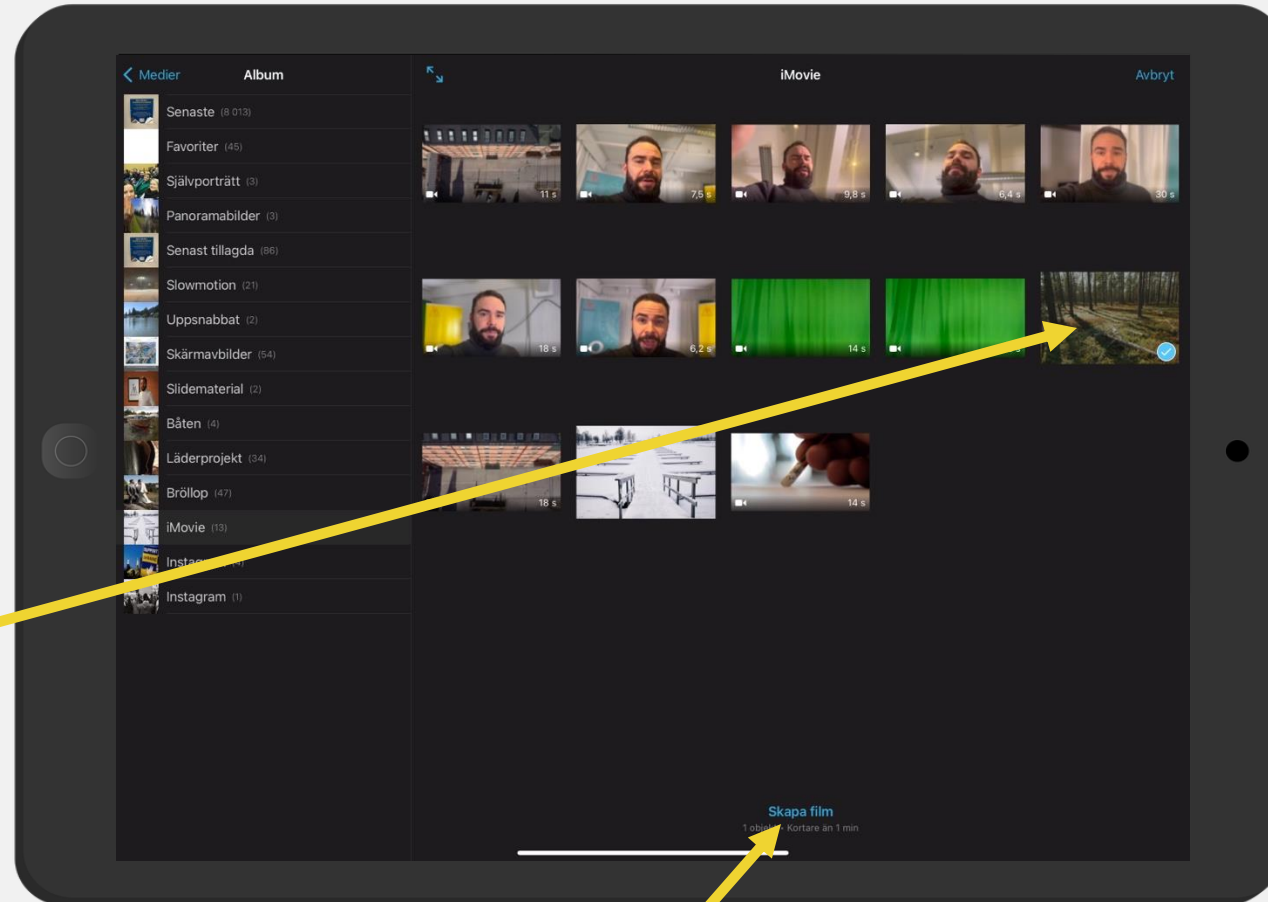 Medier
Album
iMovie
Avbryt
Senaste (8 013)
Favoriter (45)
Självporträtt (3)
Panoramabilder (3)
Senast tillagda (86)
Slowmotion (21)
Uppsnabbat (2)
Skärmavbilder (54)
Slidematerial (2)
Båten (4)
Läderprojekt (34)
Bröllop (47)
iMovie (13)
Instagram (1)
11 s
7,5 s
9,8 s
6,4 s
30 s
18 s
6,2 s
14 s
s
18 s
14 s
Skapa film
1 objekt • Kortare än 1 min